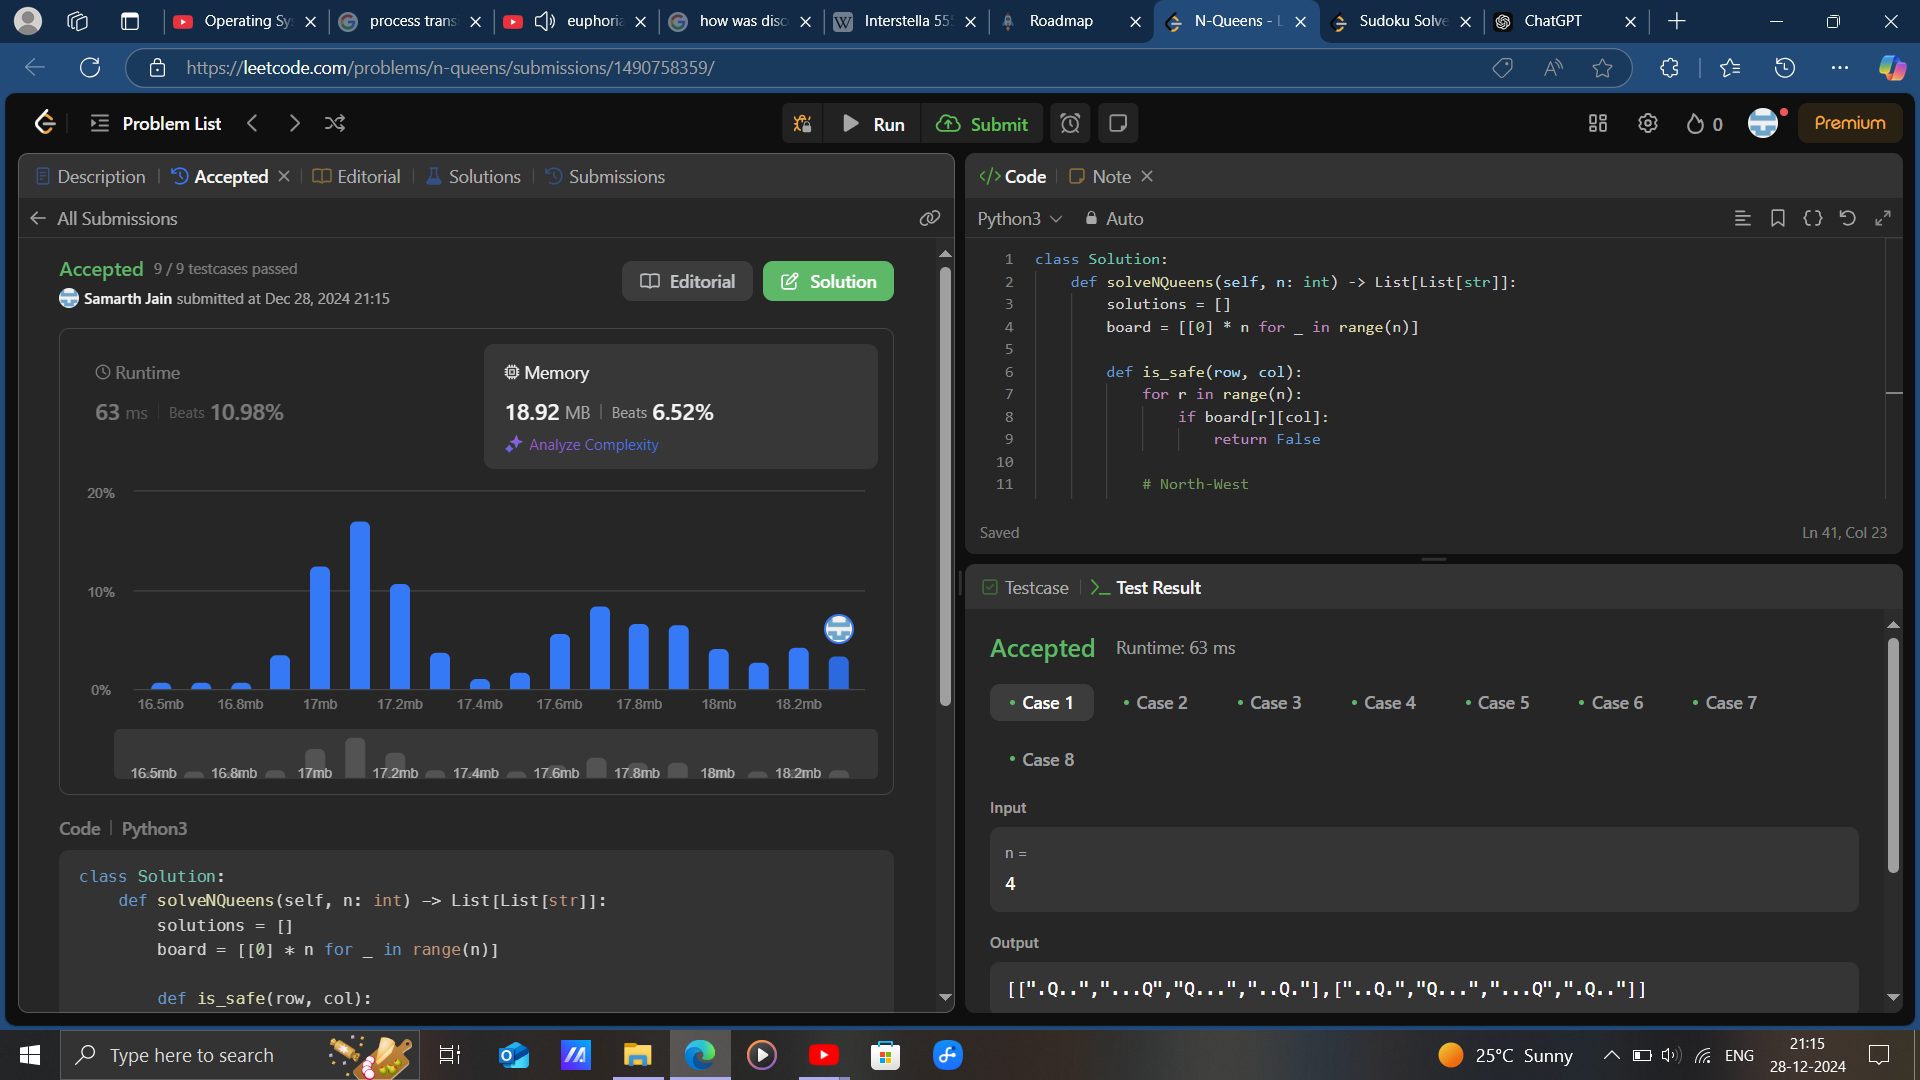 Operating Sy
process trans
euphoria
how was disc
Interstella 555
Roadmap
N-Queens - L
Sudoku Solve
ChatGPT
https://leetcode.com/problems/n-queens/submissions/1490758359/
Problem List
Run
Submit
0
Premium
Description
Accepted
Editorial
Solutions
Submissions
All Submissions
Accepted 9 / 9 testcases passed
Samarth Jain submitted at Dec 28, 2024 21:15
Editorial
Solution
Runtime
63 ms | Beats 10.98%
Memory
18.92 MB | Beats 6.52%
Analyze Complexity
20%
10%
0%
16.5mb 16.8mb 17mb 17.2mb 17.4mb 17.6mb 17.8mb 18mb 18.2mb
16.5mb 16.8mb 17mb 17.2mb 17.4mb 17.6mb 17.8mb 18mb 18.2mb
Code | Python3
class Solution:
    def solveNQueens(self, n: int) -> List[List[str]]:
        solutions = []
        board = [[0] * n for _ in range(n)]
        def is_safe(row, col):
</> Code
Note
Python3
Auto
1 class Solution:
2     def solveNQueens(self, n: int) -> List[List[str]]:
3         solutions = []
4         board = [[0] * n for _ in range(n)]
5
6         def is_safe(row, col):
7             for r in range(n):
8                 if board[r][col]:
9                     return False
10
11             # North-West
Saved
Ln 41, Col 23
Testcase
Test Result
Accepted Runtime: 63 ms
• Case 1 • Case 2 • Case 3 • Case 4 • Case 5 • Case 6 • Case 7
• Case 8
Input
n =
4
Output
[[".Q..","...Q","Q...","..Q."],["..Q.","Q...","...Q",".Q.."]]
Type here to search
25°C Sunny
ENG
21:15
28-12-2024